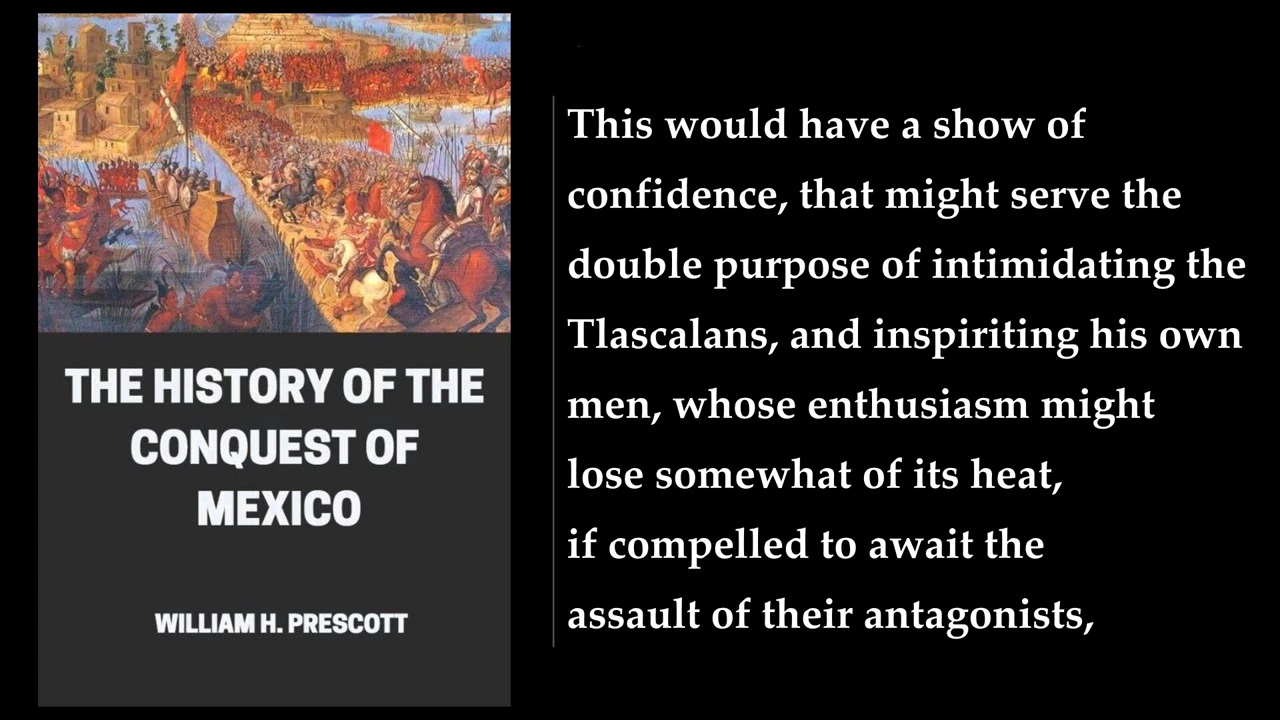 THE HISTORY OF THE
CONQUEST OF
MEXICO
WILLIAM H. PRESCOTT
This would have a show of
confidence, that might serve the
double purpose of intimidating the
Tlascalans, and inspiriting his own
men, whose enthusiasm might
lose somewhat of its heat,
if compelled to await the
assault of their antagonists,